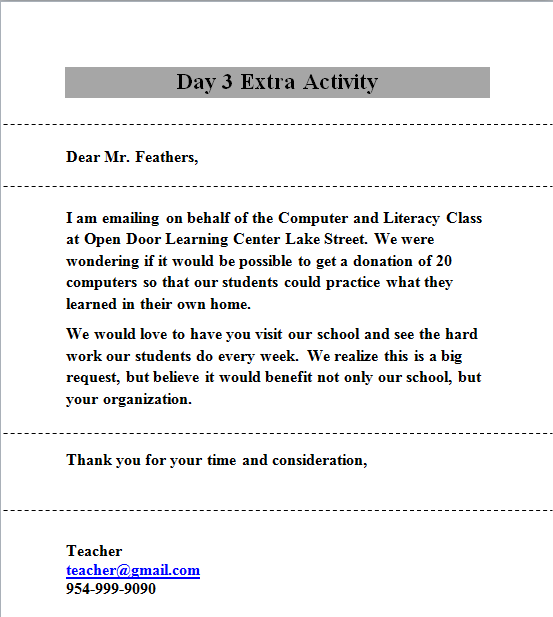 Day 3 Extra Activity
Dear Mr. Feathers,
I am emailing on behalf of the Computer and Literacy Class
at Open Door Learning Center Lake Street. We were
wondering if it would be possible to get a donation of 20
computers so that our students could practice what they
learned in their own home.
We would love to have you visit our school and see the hard
work our students do every week.  We realize this is a big
request, but believe it would benefit not only our school, but
your organization.
Thank you for your time and consideration,
Teacher
teacher@gmail.com
954-999-9090